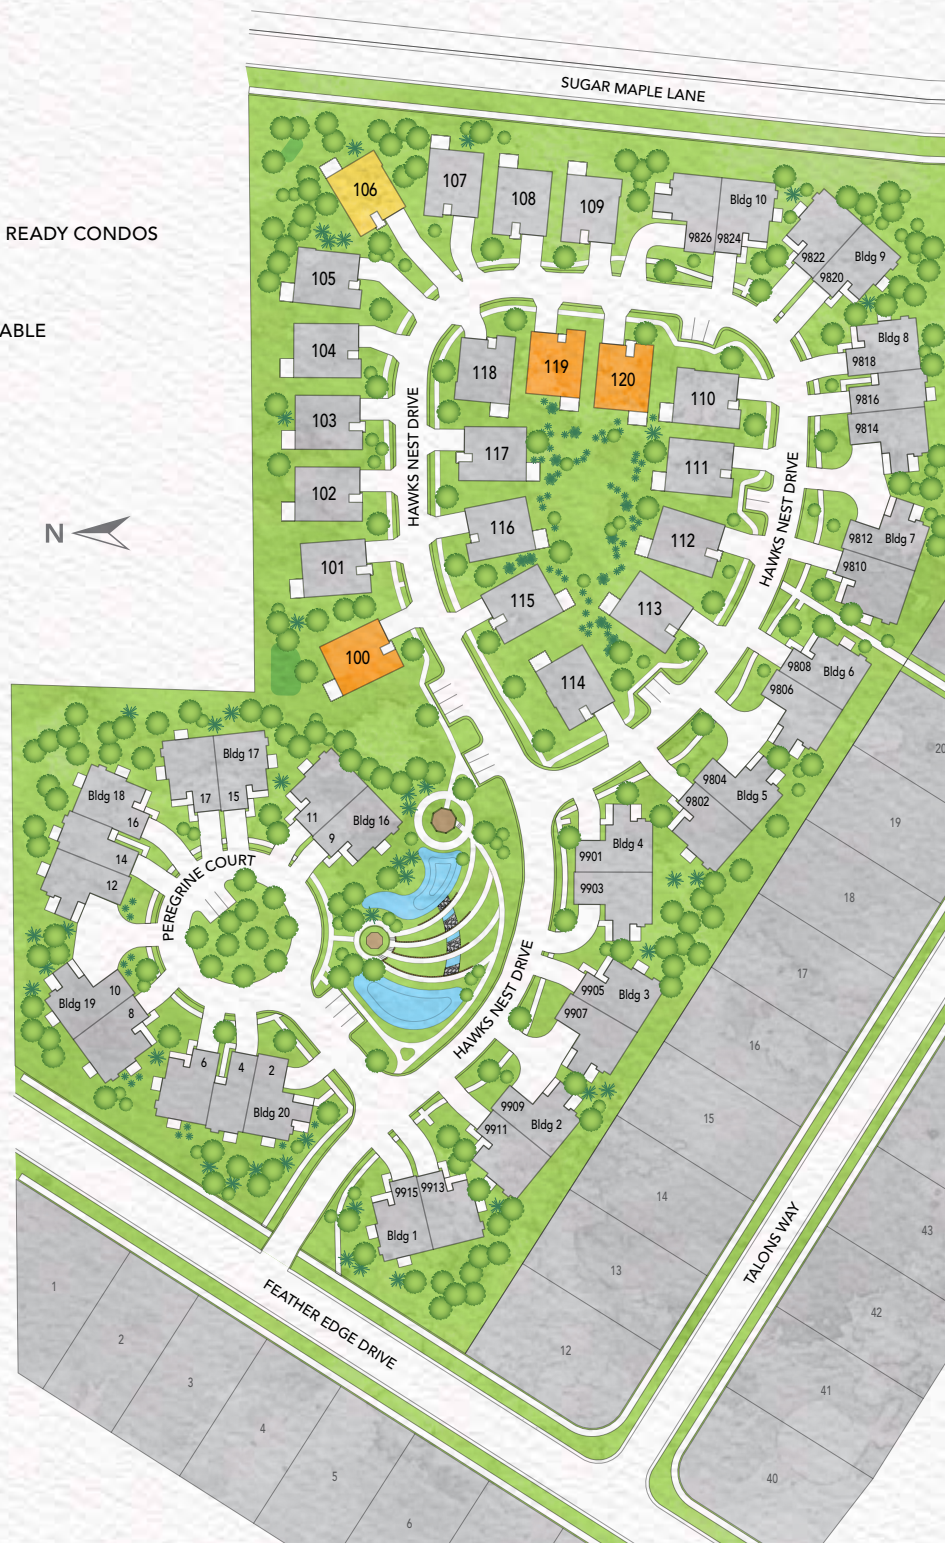 SUGAR MAPLE LANE
106
107
108
109
Bldg 10
9826
9824
READY CONDOS
9822
Bldg 9
9820
105
ABLE
104
118
119
120
110
Bldg 8
9818
9816
9814
103
HAWKS NEST DRIVE
117
111
HAWKS NEST DRIVE
102
N
116
112
9812
Bldg 7
9810
101
115
113
100
114
9808
Bldg 6
9806
20
Bldg 17
17
15
Bldg 18
16
14
12
11
9
Bldg 16
9804
9802
Bldg 5
19
PEREGRINE COURT
9901
Bldg 4
9903
18
17
Bldg 19
10
8
HAWKS NEST DRIVE
9905
Bldg 3
9907
16
6
4
2
Bldg 20
9909
9911
Bldg 2
15
14
9915
9913
Bldg 1
13
12
TALONS WAY
43
42
41
40
FEATHER EDGE DRIVE
1
2
3
4
5
6